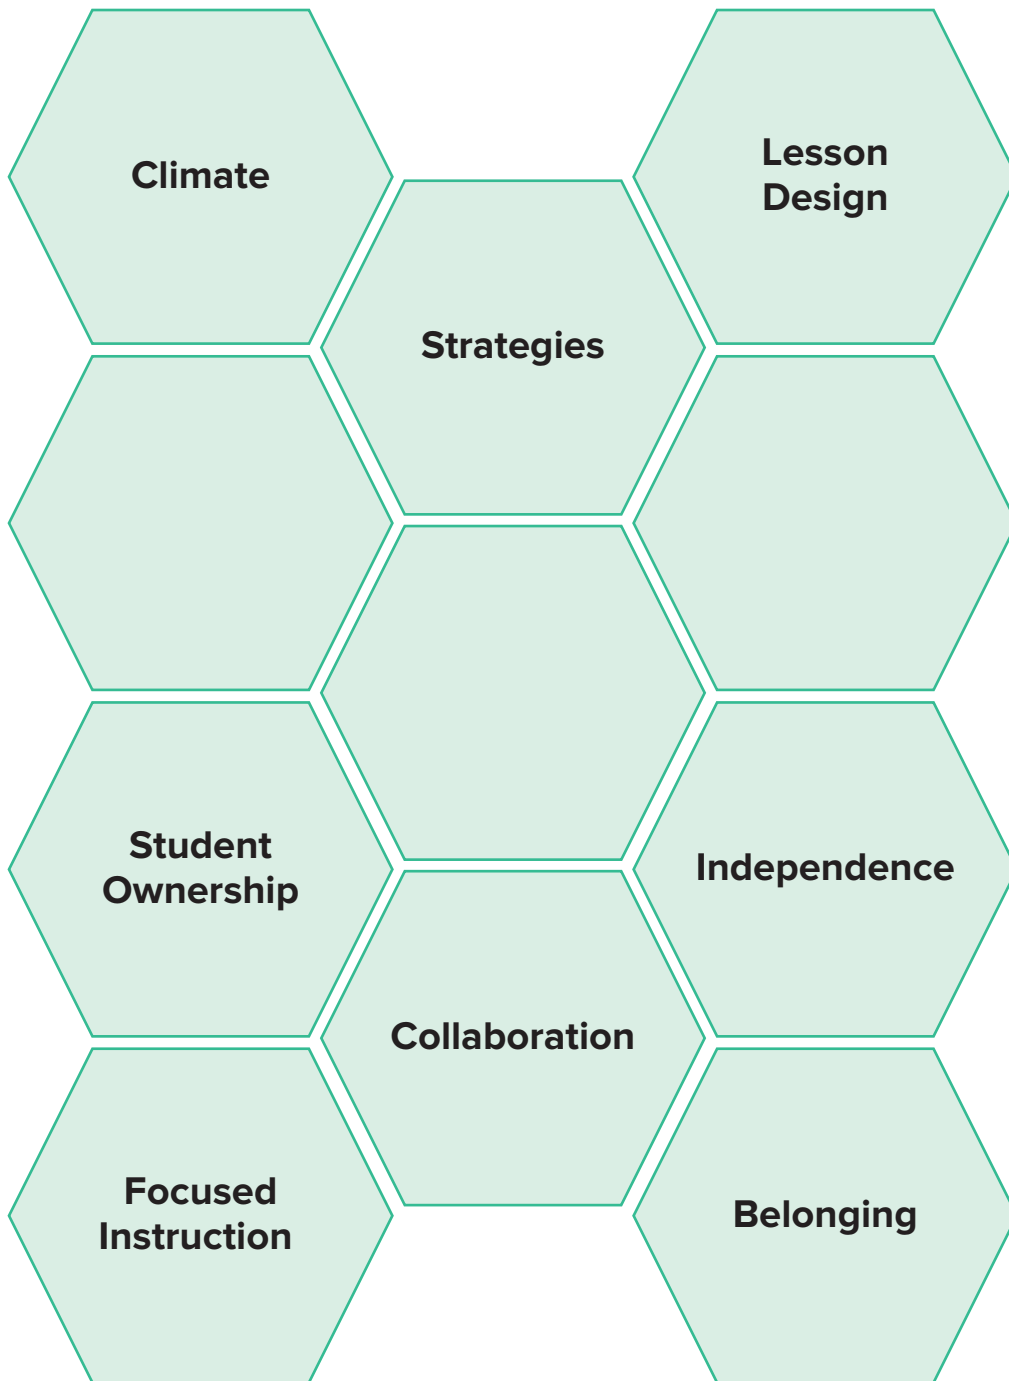 Climate
Lesson
Design
Strategies
Student
Ownership
Independence
Collaboration
Focused
Instruction
Belonging